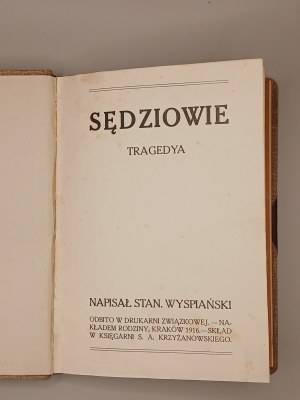 SĘDZIOWIE
TRAGEDYA
NAPISAŁ STAN. WYSPIAŃSKI
ODBITO W DRUKARNI ZWIĄZKOWEJ. — NA-
KŁADEM RODZINY, KRAKÓW 1916. — SKŁAD
W KSIĘGARNI S. A. KRZYŻANOWSKIEGO.